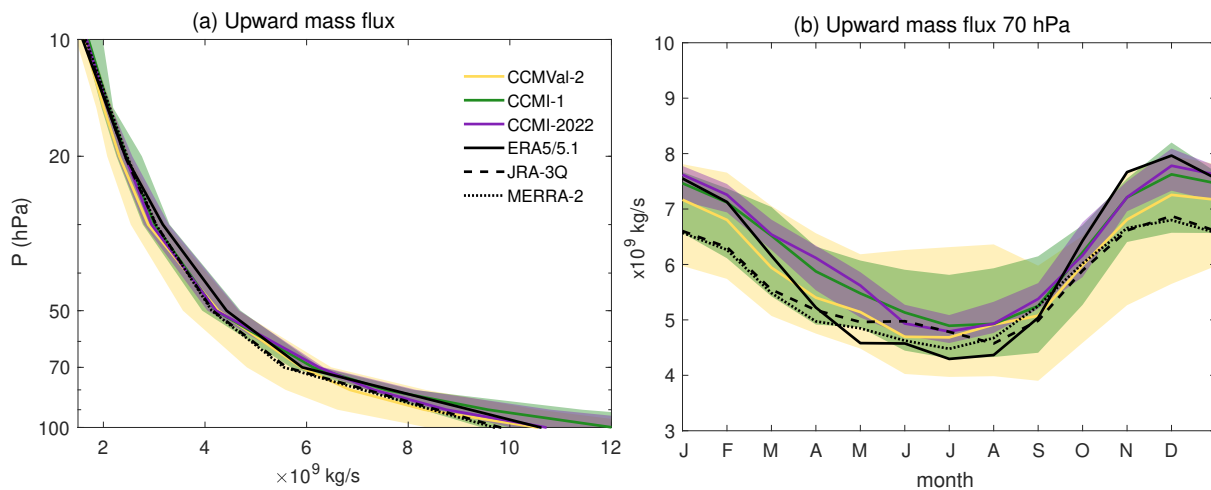 (a) Upward mass flux
10
20
50
70
100
P (hPa)
2
4
6
8
10
12
×10⁹ kg/s
CCMVal-2
CCMI-1
CCMI-2022
ERA5/5.1
JRA-3Q
MERRA-2
(b) Upward mass flux 70 hPa
10
9
8
7
6
5
4
3
x10⁹ kg/s
J F M A M J J A S O N D
month